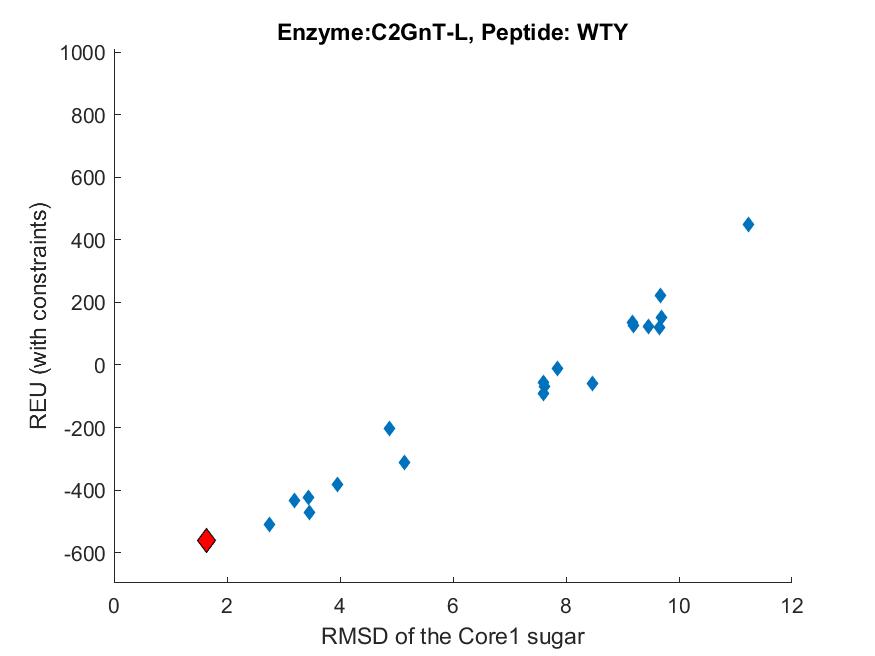 Enzyme:C2GnT-L, Peptide: WTY
1000
800
600
400
200
0
-200
-400
-600
REU (with constraints)
0 2 4 6 8 10 12
RMSD of the Core1 sugar